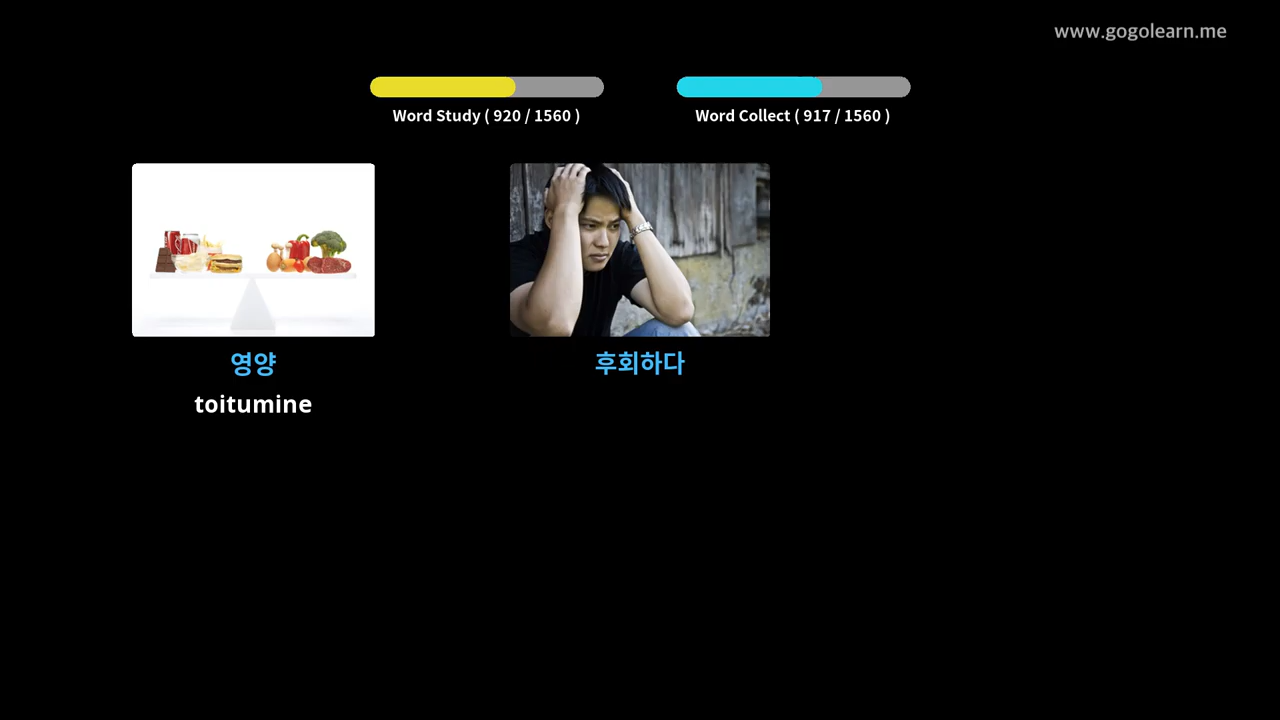 www.gogolearn.me
Word Study ( 920 / 1560 )
Word Collect ( 917 / 1560 )
영양
후회하다
toitumine